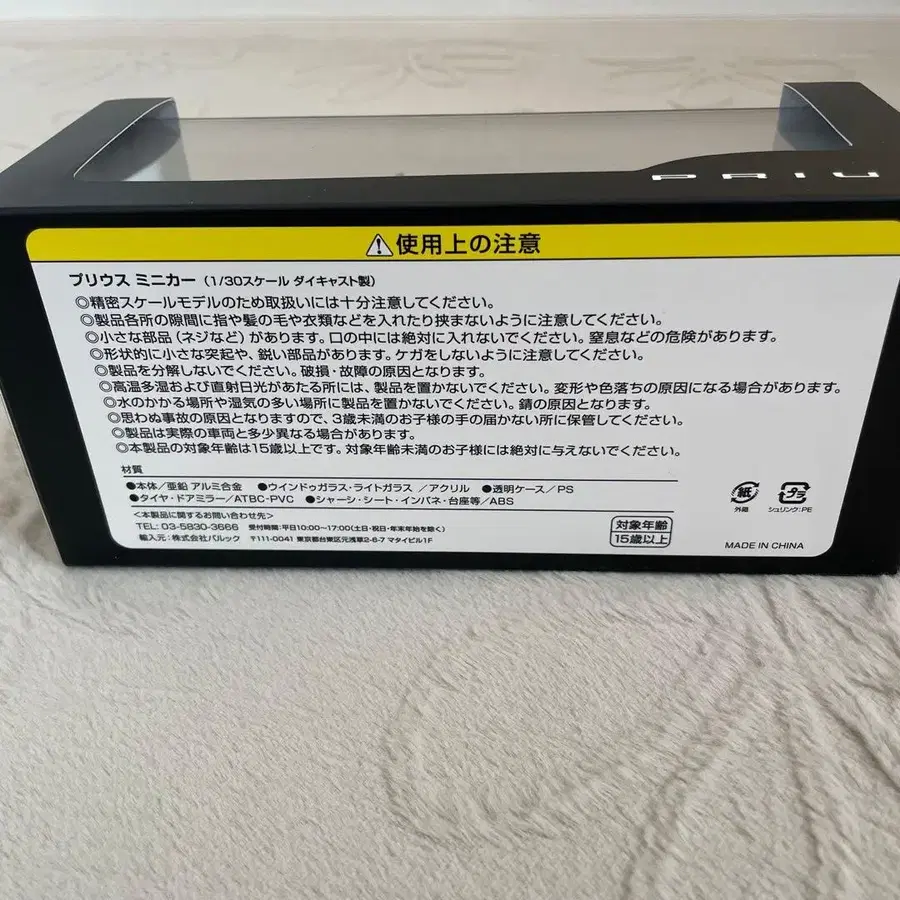 PRIU
⚠使用上の注意
プリウス ミニカー（1/30スケール ダイキャスト製）
◎精密スケールモデルのため取扱いには十分注意してください。
◎製品各所の隙間に指や髪の毛や衣類などを入れたり挟まないように注意してください。
◎小さな部品（ネジなど）があります。口の中には絶対に入れないでください。窒息などの危険があります。
◎形状的に小さな突起や、鋭い部品があります。ケガをしないように注意してください。
◎製品を分解しないでください。破損・故障の原因となります。
◎高温多湿および直射日光があたる所には、製品を置かないでください。変形や色落ちの原因になる場合があります。
◎水のかかる場所や湿気の多い場所に製品を置かないでください。錆の原因となります。
◎思わぬ事故の原因となりますので、3歳未満のお子様の手の届かない所に保管してください。
◎製品は実際の車両と多少異なる場合があります。
◎本製品の対象年齢は15歳以上です。対象年齢未満のお子様には絶対に与えないでください。
材質
●本体／亜鉛 アルミ合金 ●ウインドゥガラス・ライトガラス ／アクリル ●透明ケース／PS
●タイヤ・ドアミラー／ATBC-PVC ●シャーシ・シート・インパネ・台座等／ABS
＜本製品に関するお問い合わせ先＞
TEL: 03-5830-3666 受付時間：平日10:00〜17:00（土日・祝日・年末年始を除く）
輸入元：株式会社バルック 〒111-0041 東京都台東区元浅草2-6-7 マタイビル1F
対象年齢
15歳以上
紙
外箱
プラ
シュリンク：PE
MADE IN CHINA